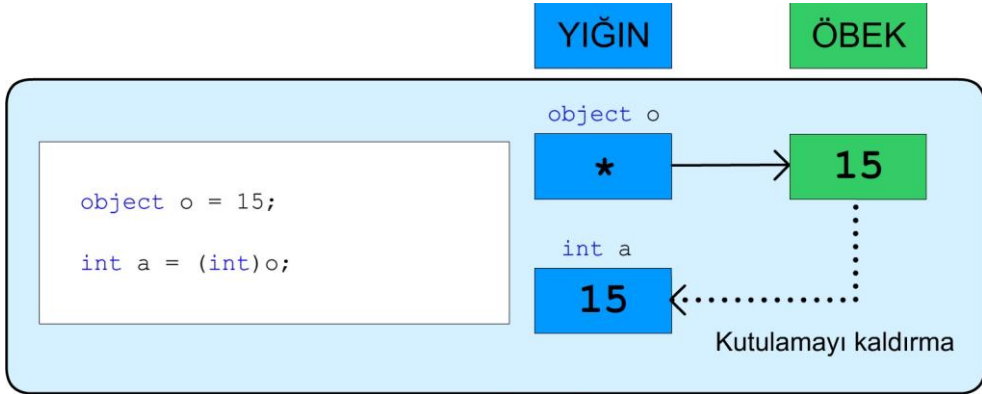 YIĞIN
ÖBEK
object o
* 15
object o = 15;
int a = (int)o;
int a
15
Kutulamayı kaldırma